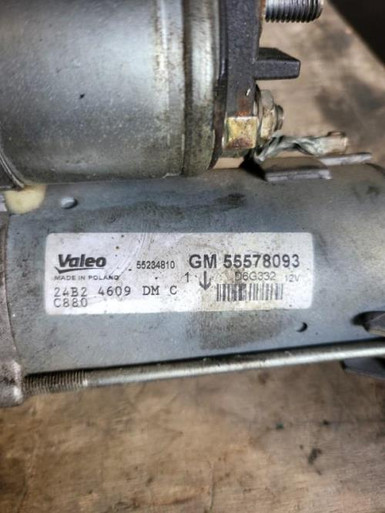 Valeo 55234810 GM 55578093
MADE IN POLAND 1 D6G332 12V
24B2 4609 DM C
C880